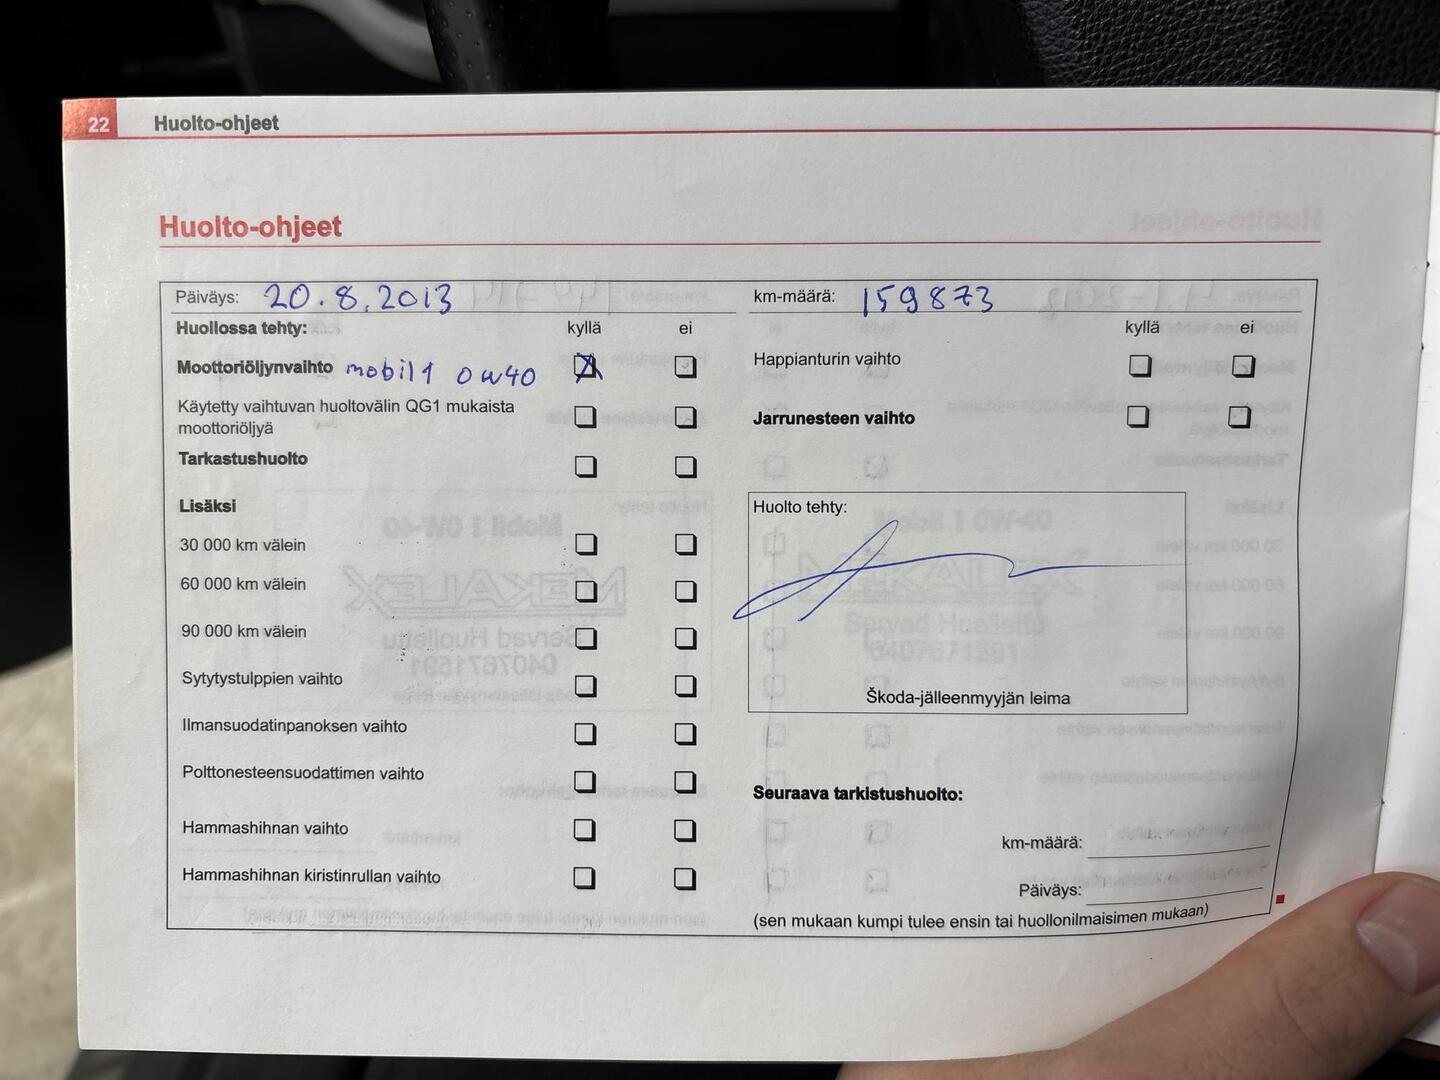 22 Huolto-ohjeet
Huolto-ohjeet
Päiväys: 20.8.2013
km-määrä: 159873
Huollossa tehty: kyllä ei
kyllä ei
Moottoriöljynvaihto mobil 1 0w40
Käytetty vaihtuvan huoltovälin QG1 mukaista
moottoriöljyä
Tarkastushuolto
Lisäksi
30 000 km välein
60 000 km välein
90 000 km välein
Sytytystulppien vaihto
Ilmansuodatinpanoksen vaihto
Polttonesteensuodattimen vaihto
Hammashihnan vaihto
Hammashihnan kiristinrullan vaihto
Happianturin vaihto
Jarrunesteen vaihto
Huolto tehty:
Škoda-jälleenmyyjän leima
Seuraava tarkistushuolto:
km-määrä:
Päiväys:
(sen mukaan kumpi tulee ensin tai huollonilmaisimen mukaan)